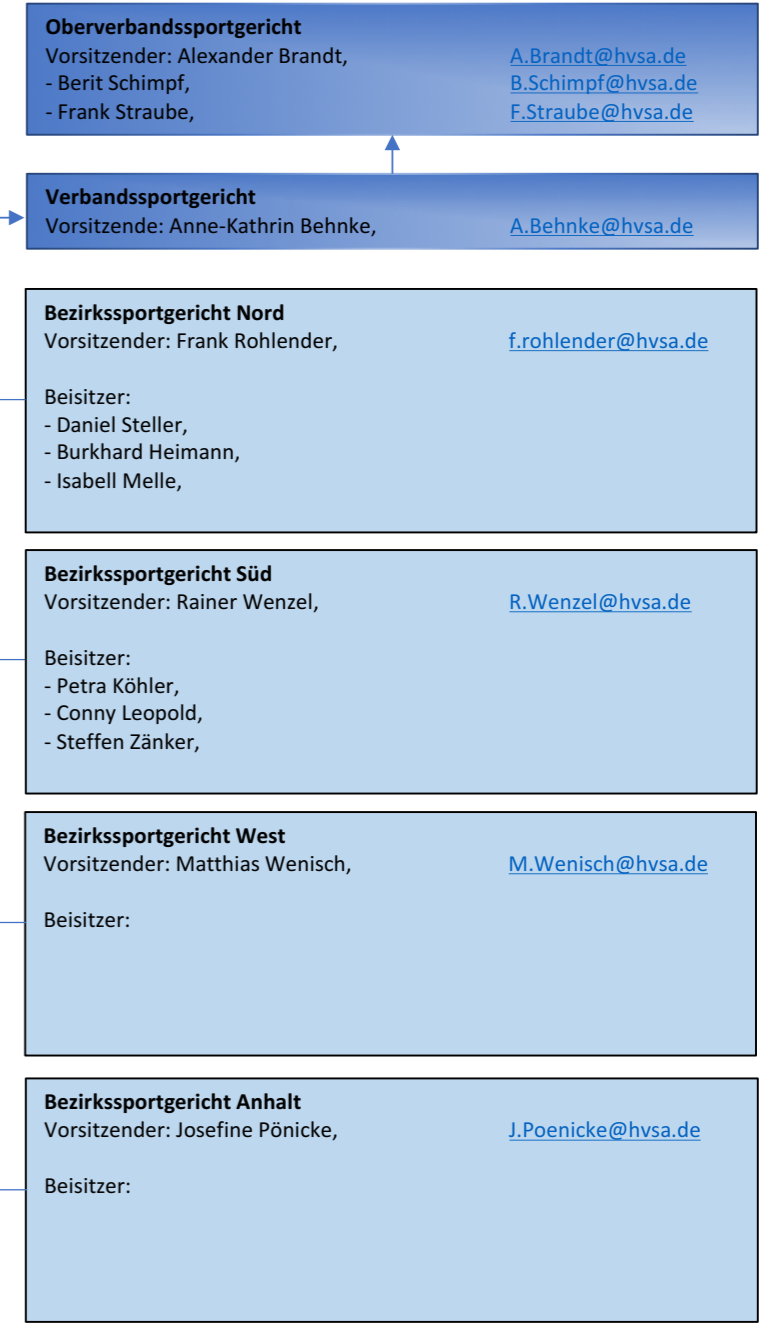 Oberverbandssportgericht
Vorsitzender: Alexander Brandt, A.Brandt@hvsa.de
- Berit Schimpf, B.Schimpf@hvsa.de
- Frank Straube, F.Straube@hvsa.de
Verbandssportgericht
Vorsitzende: Anne-Kathrin Behnke, A.Behnke@hvsa.de
Bezirkssportgericht Nord
Vorsitzender: Frank Rohlender, f.rohlender@hvsa.de
Beisitzer:
- Daniel Steller,
- Burkhard Heimann,
- Isabell Melle,
Bezirkssportgericht Süd
Vorsitzender: Rainer Wenzel, R.Wenzel@hvsa.de
Beisitzer:
- Petra Köhler,
- Conny Leopold,
- Steffen Zänker,
Bezirkssportgericht West
Vorsitzender: Matthias Wenisch, M.Wenisch@hvsa.de
Beisitzer:
Bezirkssportgericht Anhalt
Vorsitzender: Josefine Pönicke, J.Poenicke@hvsa.de
Beisitzer: